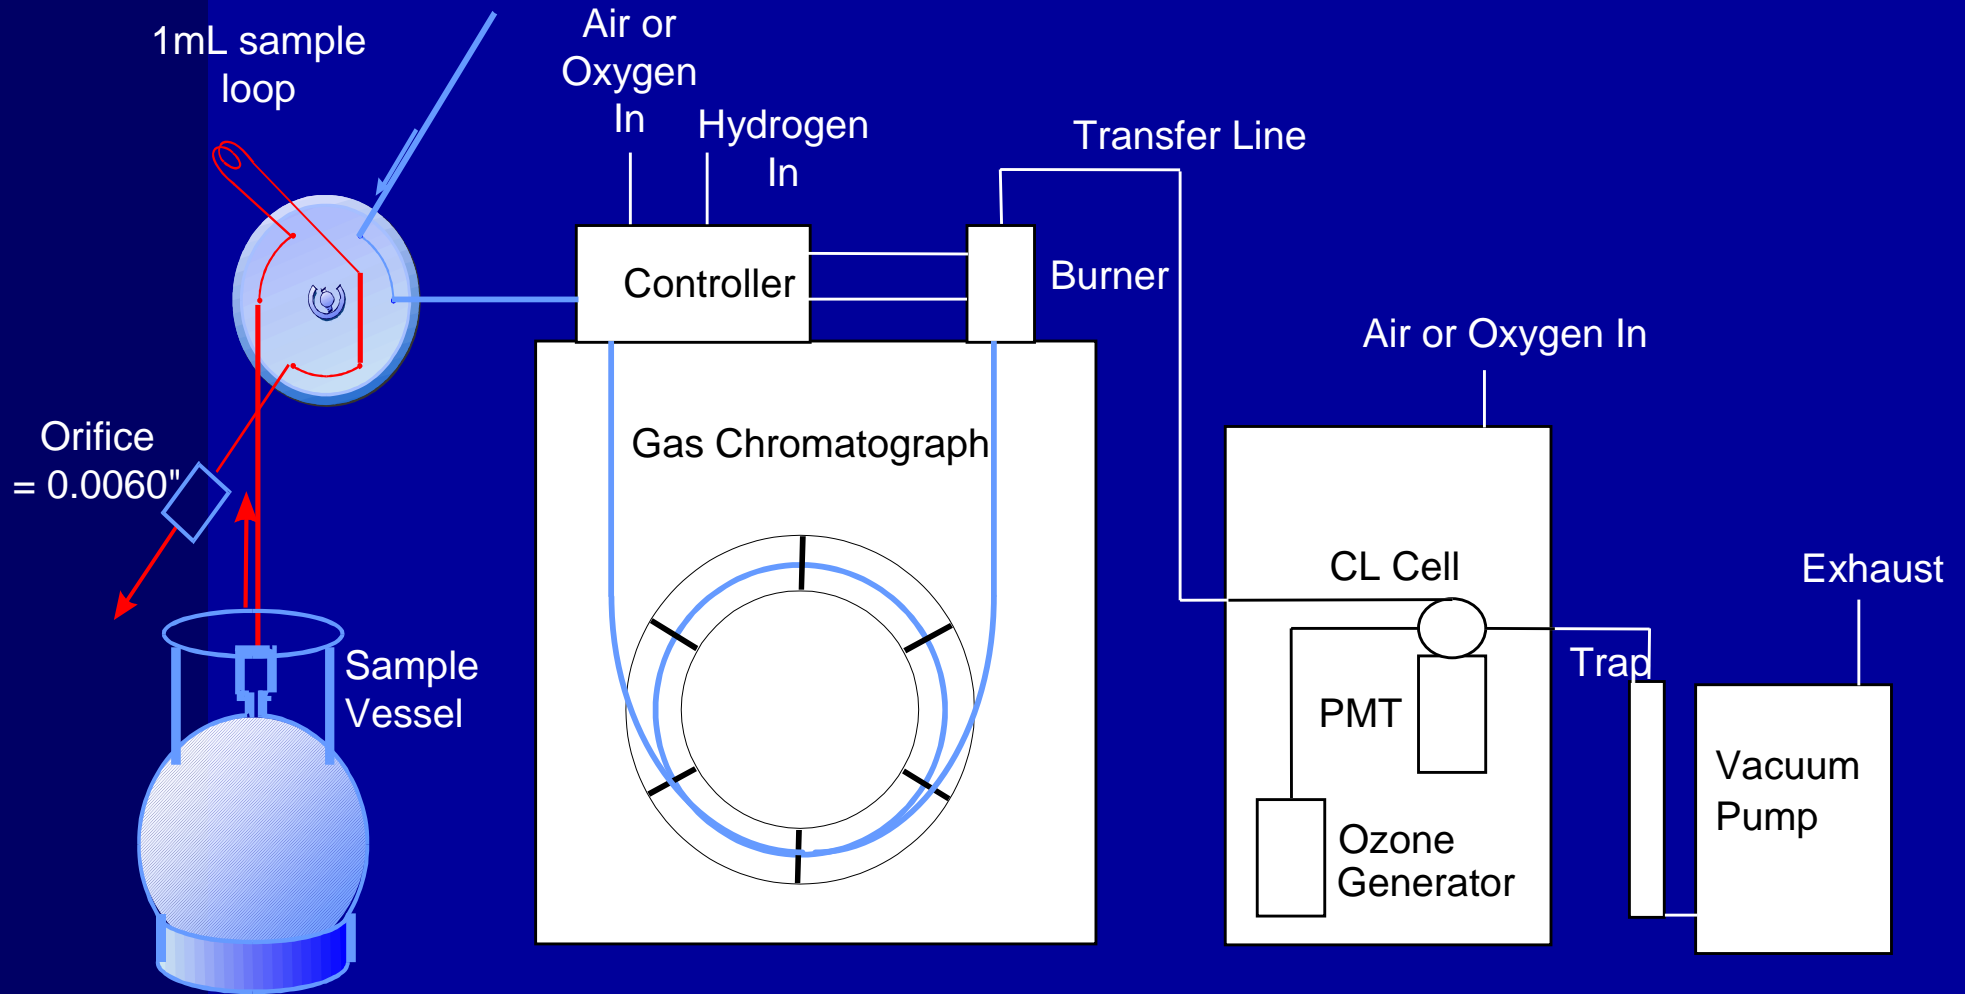 1mL sample
loop
Air or
Oxygen
In
Hydrogen
In
Transfer Line
Controller
Burner
Air or Oxygen In
Orifice
= 0.0060"
Gas Chromatograph
CL Cell
Exhaust
Sample
Vessel
Trap
PMT
Vacuum
Pump
Ozone
Generator